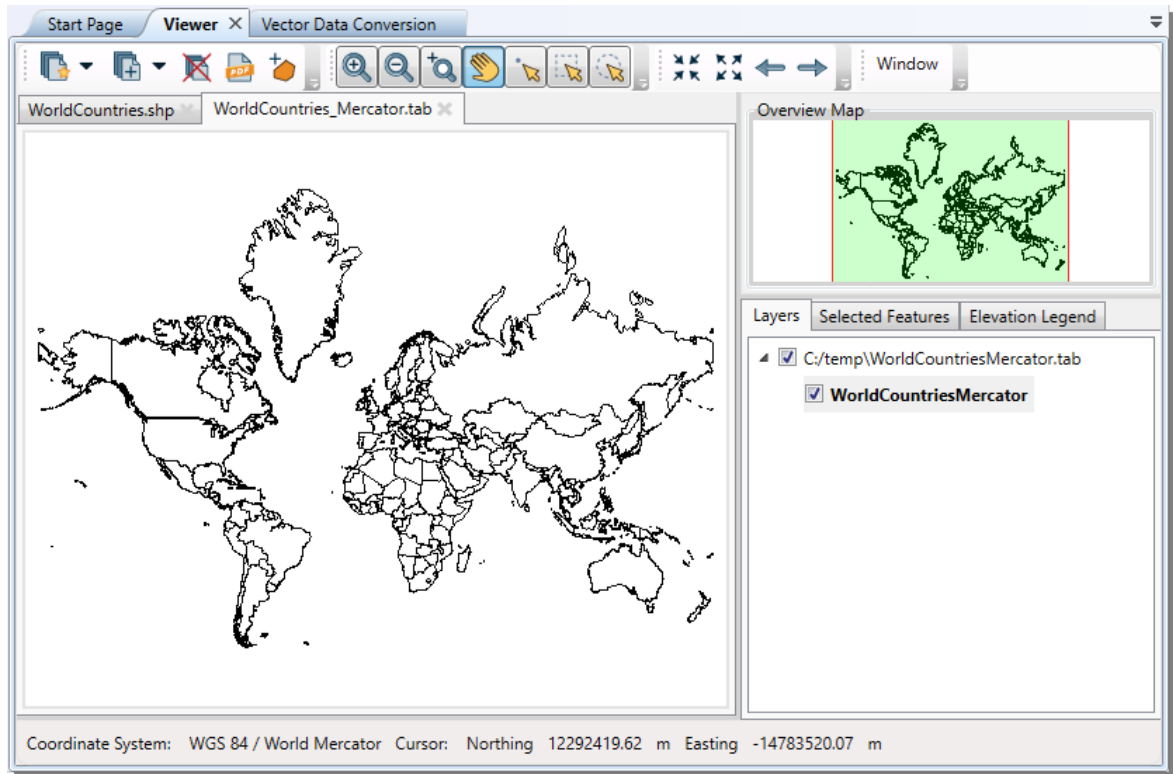 Start Page Viewer Vector Data Conversion
PDF Window
WorldCountries.shp WorldCountries_Mercator.tab
Overview Map
Layers Selected Features Elevation Legend
C:/temp\WorldCountriesMercator.tab
WorldCountriesMercator
Coordinate System: WGS 84 / World Mercator Cursor: Northing 12292419.62 m Easting -14783520.07 m